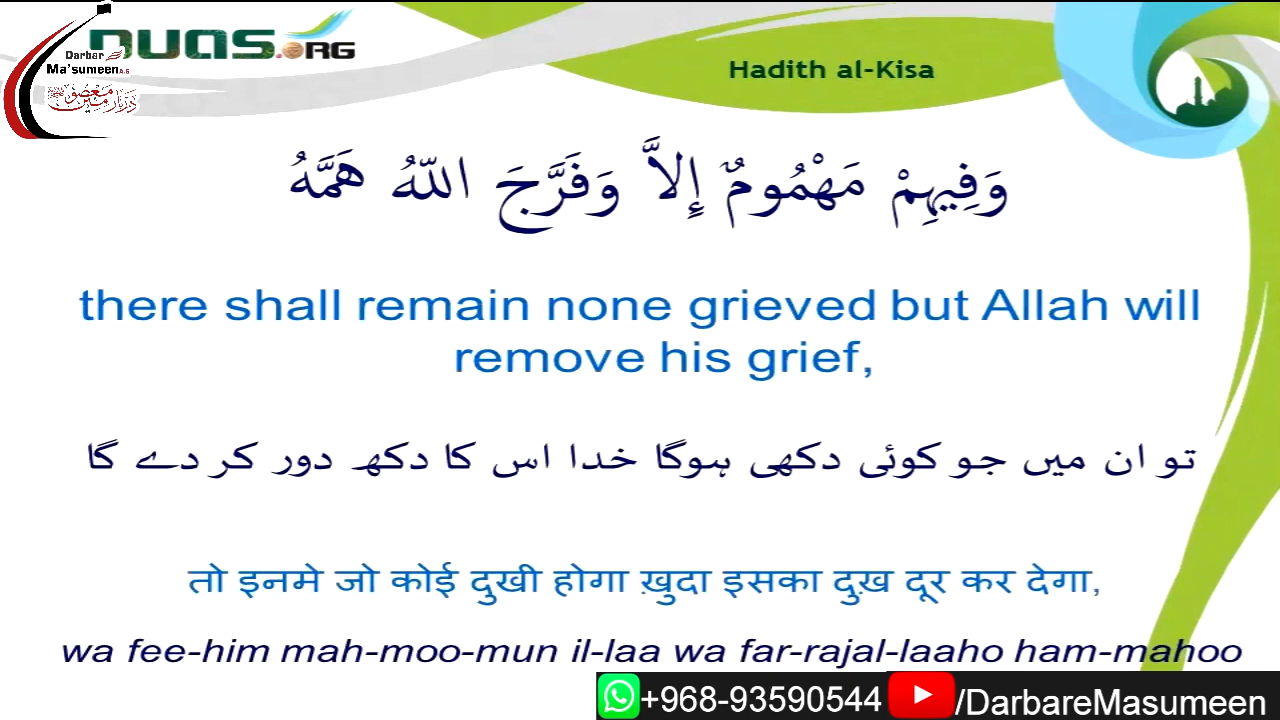 DUAS.ORG
Darbar
Ma'sumeen A.S
دربار معصومین
Hadith al-Kisa
وَفِيهِمْ مَهْمُومٌ إِلاَّ وَفَرَّجَ اللّهُ هَمَّهُ
there shall remain none grieved but Allah will
remove his grief,
تو ان میں جو کوئی دکھی ہوگا خدا اس کا دکھ دور کر دے گا
तो इनमे जो कोई दुखी होगा ख़ुदा इसका दुख़ दूर कर देगा,
wa fee-him mah-moo-mun il-laa wa far-rajal-laaho ham-mahoo
+968-93590544 /DarbareMasumeen